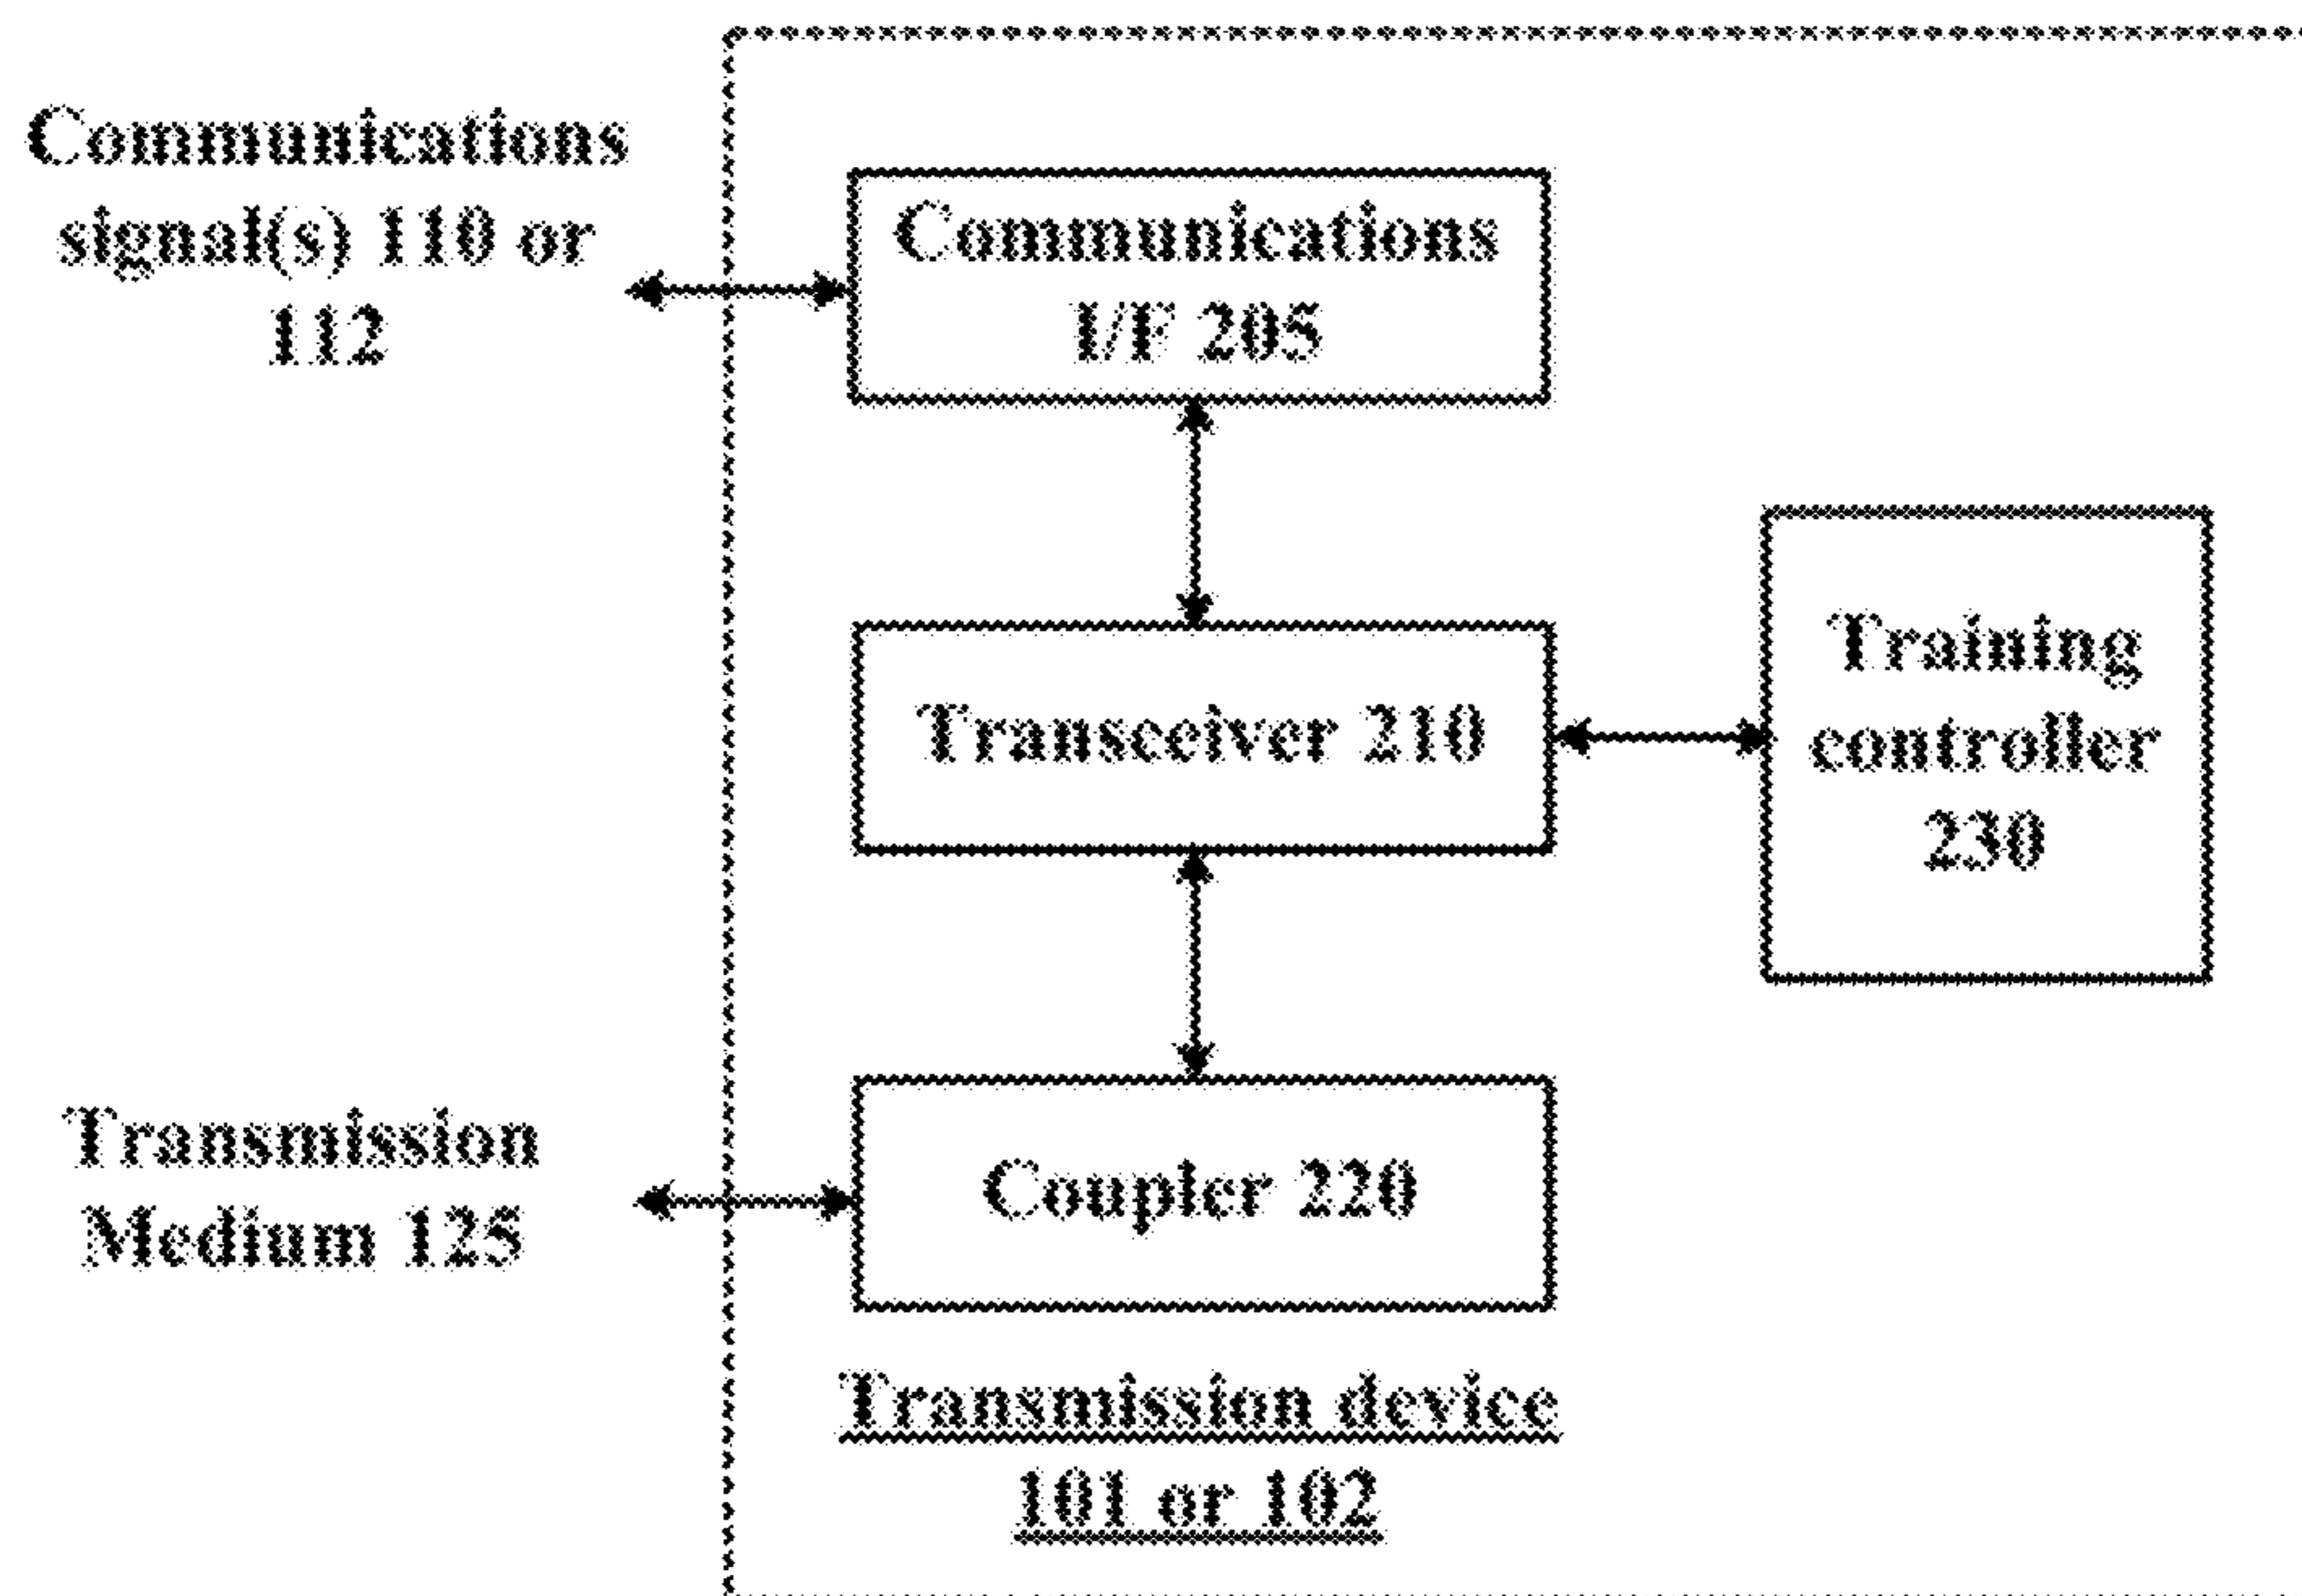 Communications
signal(s) 110 or
112
Communications
I/F 205
Transceiver 210
Training
controller
230
Transmission
Medium 125
Coupler 220
Transmission device
101 or 102